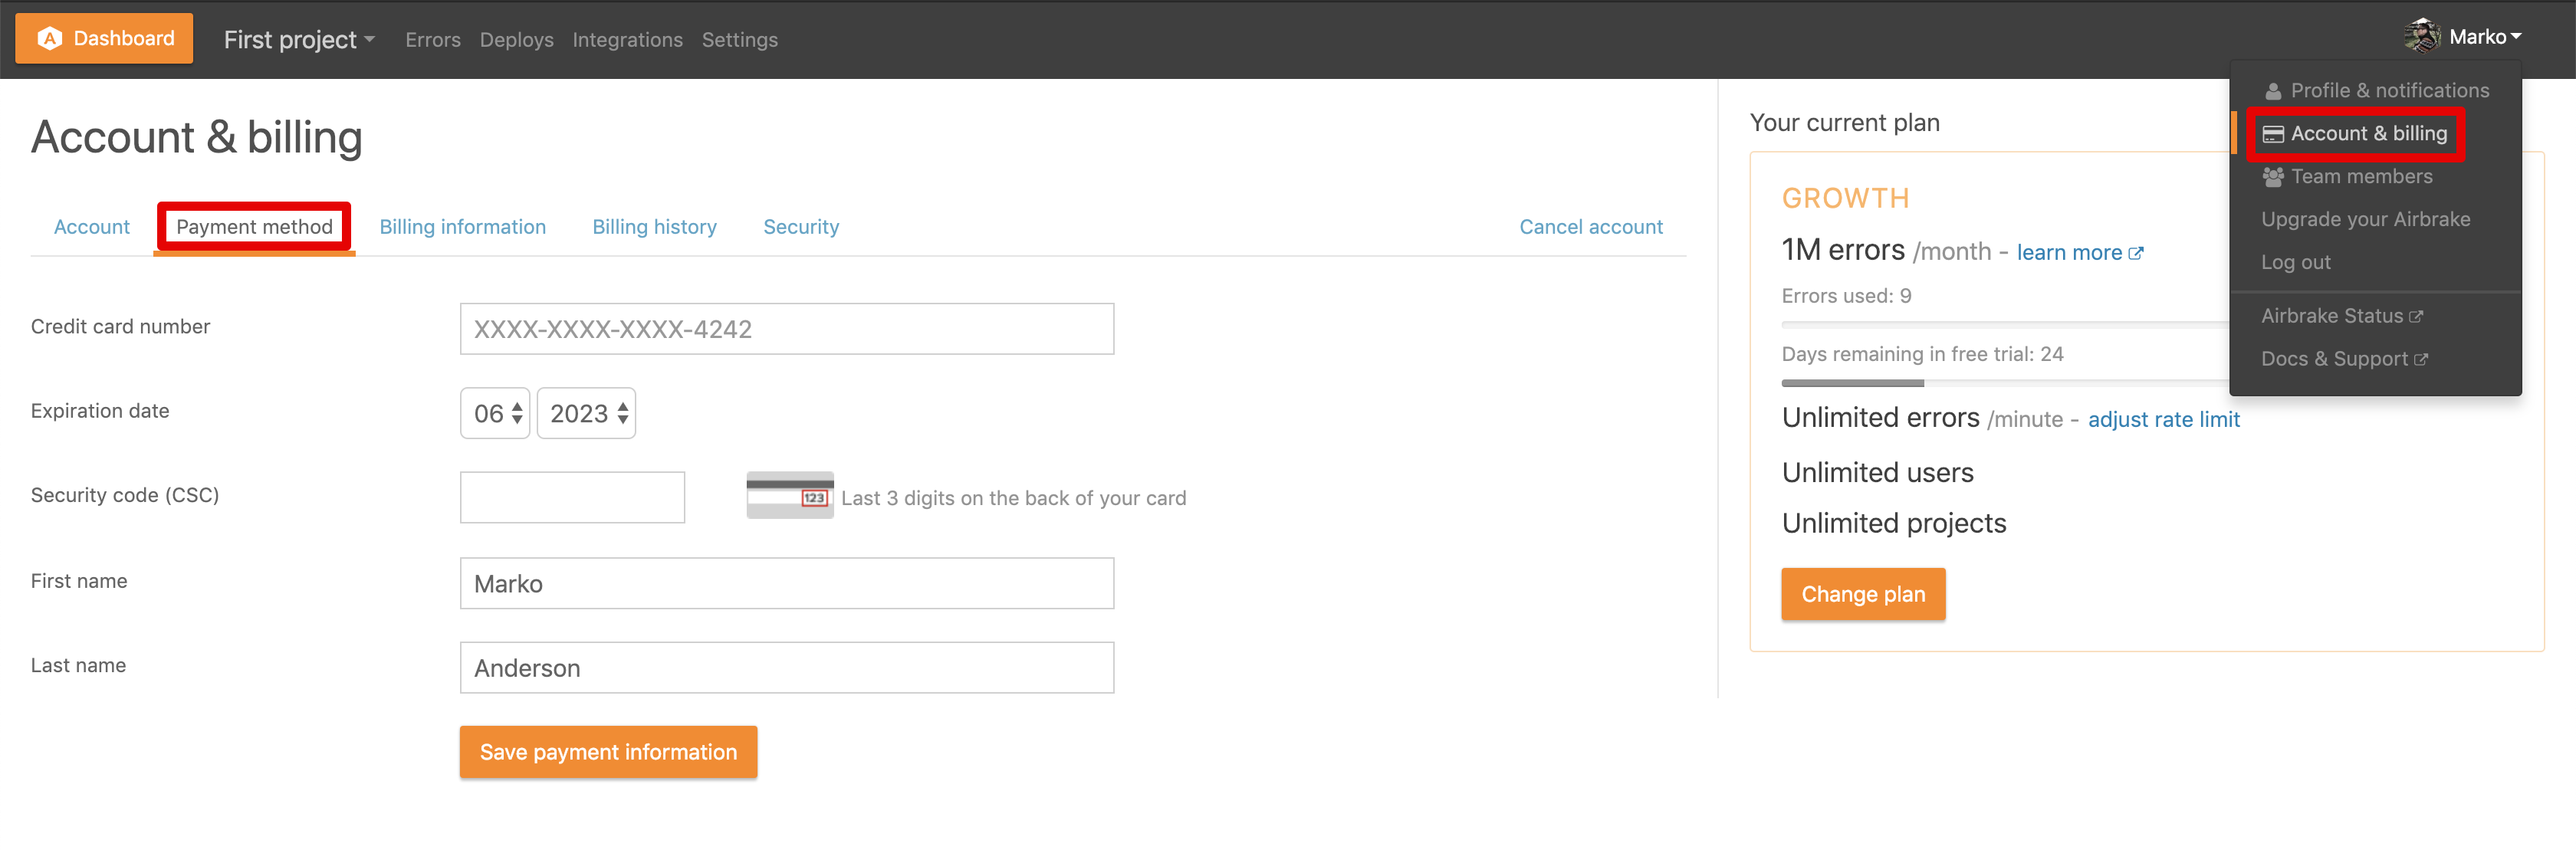 Dashboard First project Errors Deploys Integrations Settings Marko
Profile & notifications
Account & billing
Team members
Upgrade your Airbrake
Log out
Airbrake Status
Docs & Support
Account & billing
Account Payment method Billing information Billing history Security Cancel account
Credit card number XXXX-XXXX-XXXX-4242
Expiration date 06 2023
Security code (CSC) 123 Last 3 digits on the back of your card
First name Marko
Last name Anderson
Save payment information
Your current plan
GROWTH
1M errors /month - learn more
Errors used: 9
Days remaining in free trial: 24
Unlimited errors /minute - adjust rate limit
Unlimited users
Unlimited projects
Change plan